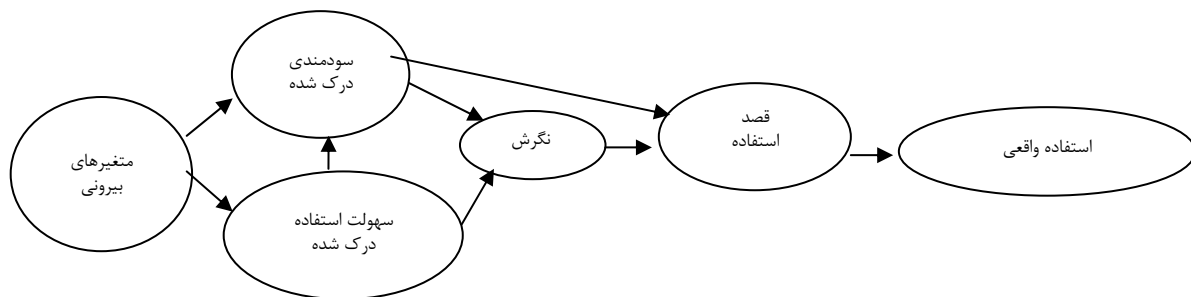 سودمندی
درک شده
متغیرهای
بیرونی
سهولت استفاده
درک شده
نگرش
قصد
استفاده
استفاده واقعی